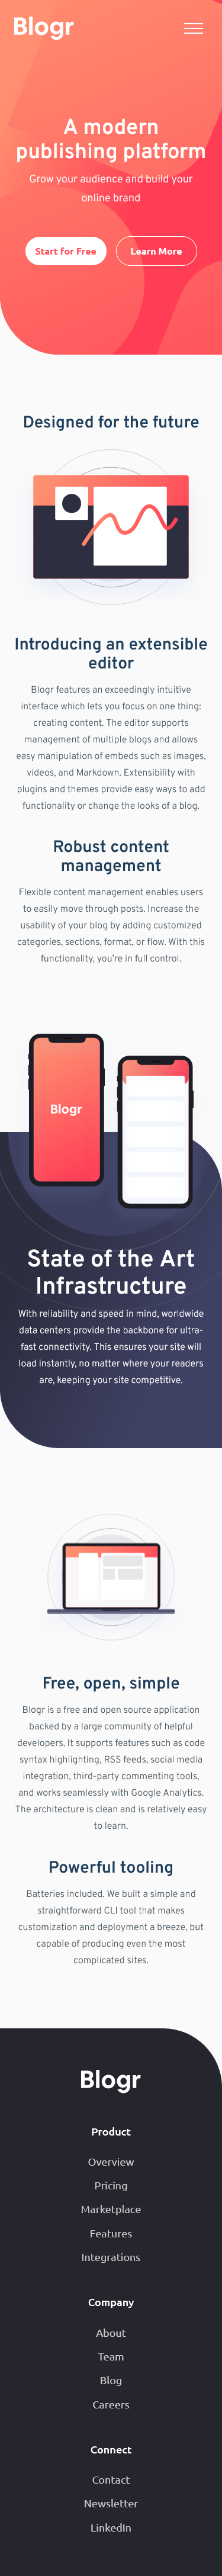 Blogr
A modern
publishing platform
Grow your audience and build your
online brand
Start for Free
Learn More
Designed for the future
Introducing an extensible
editor
Blogr features an exceedingly intuitive
interface which lets you focus on one thing:
creating content. The editor supports
management of multiple blogs and allows
easy manipulation of embeds such as images,
videos, and Markdown. Extensibility with
plugins and themes provide easy ways to add
functionality or change the looks of a blog.
Robust content
management
Flexible content management enables users
to easily move through posts. Increase the
usability of your blog by adding customized
categories, sections, format, or flow. With this
functionality, you're in full control.
Blogr
State of the Art
Infrastructure
With reliability and speed in mind, worldwide
data centers provide the backbone for ultra-
fast connectivity. This ensures your site will
load instantly, no matter where your readers
are, keeping your site competitive.
Free, open, simple
Blogr is a free and open source application
backed by a large community of helpful
developers. It supports features such as code
syntax highlighting, RSS feeds, social media
integration, third-party commenting tools,
and works seamlessly with Google Analytics.
The architecture is clean and is relatively easy
to learn.
Powerful tooling
Batteries included. We built a simple and
straightforward CLI tool that makes
customization and deployment a breeze, but
capable of producing even the most
complicated sites.
Blogr
Product
Overview
Pricing
Marketplace
Features
Integrations
Company
About
Team
Blog
Careers
Connect
Contact
Newsletter
LinkedIn